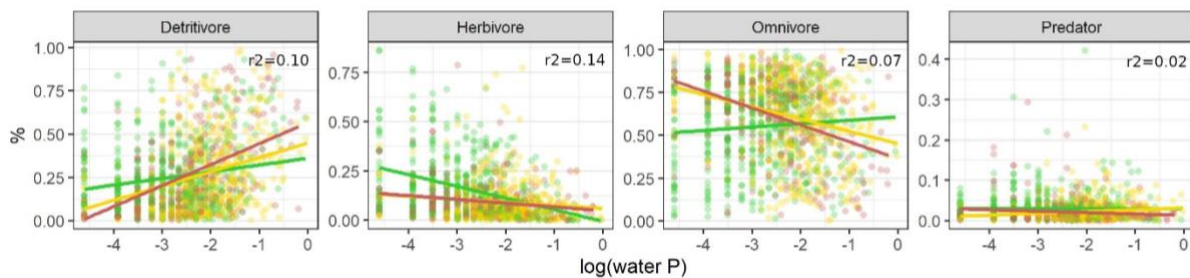 Detritivore
Herbivore
Omnivore
Predator
r2=0.10
r2=0.14
r2=0.07
r2=0.02
%
1.00
0.75
0.50
0.25
0.00
0.75
0.50
0.25
0.00
1.00
0.75
0.50
0.25
0.00
0.4
0.3
0.2
0.1
0.0
-4 -3 -2 -1 0
-4 -3 -2 -1 0
-4 -3 -2 -1 0
-4 -3 -2 -1 0
log(water P)